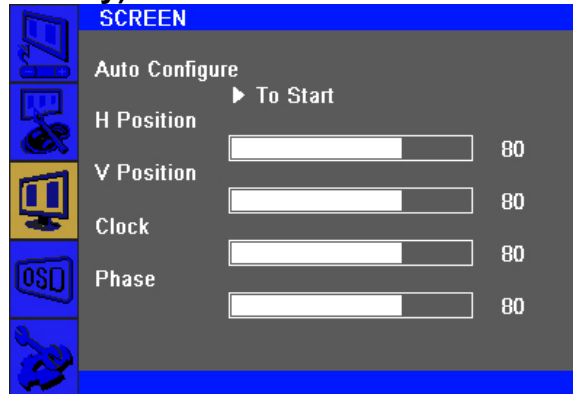 SCREEN
Auto Configure
To Start
H Position
80
V Position
80
Clock
80
Phase
80
OSD